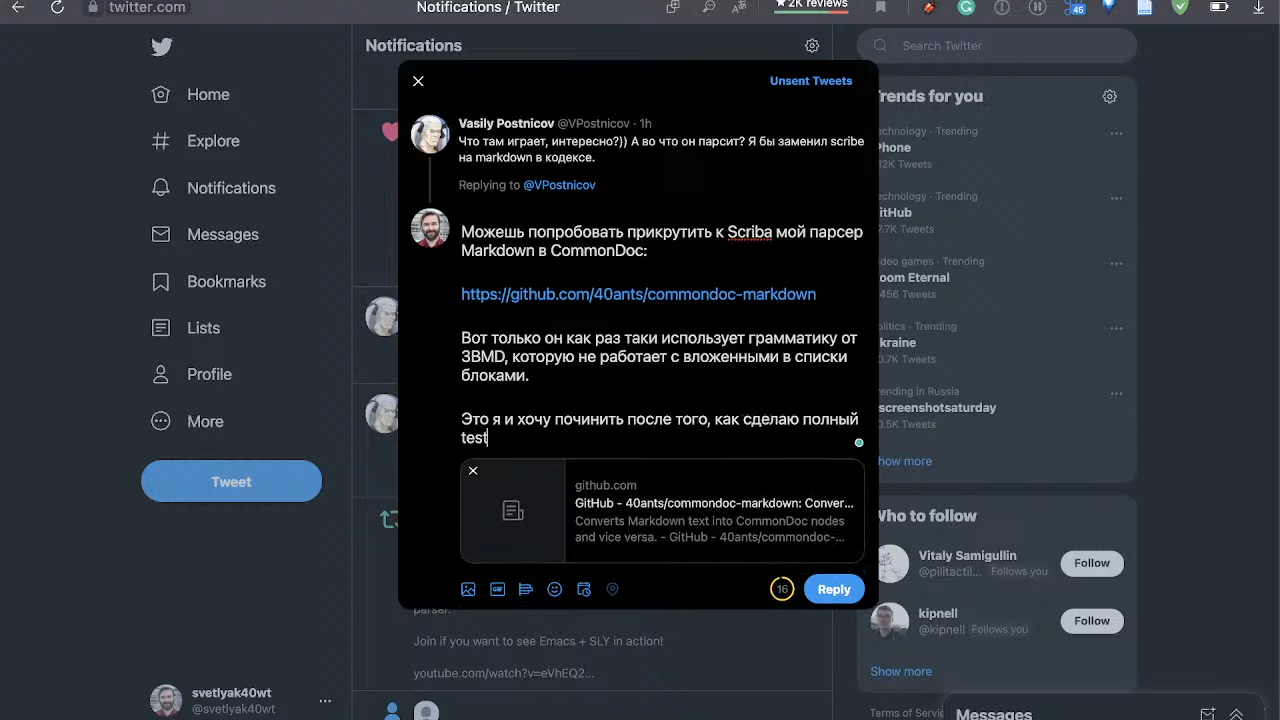 twitter.com
Notifications / Twitter
2K reviews
45
Home
Explore
Notifications
Messages
Bookmarks
Lists
Profile
More
Tweet
svetlyak40wt
@svetlyak40wt
Notifications
Unsent Tweets
Vasily Postnicov @VPostnicov · 1h
Что там играет, интересно?)) А во что он парсит? Я бы заменил scribe
на markdown в кодексе.
Replying to @VPostnicov
Можешь попробовать прикрутить к Scriba мой парсер
Markdown в CommonDoc:
https://github.com/40ants/commondoc-markdown
Вот только он как раз таки использует грамматику от
3BMD, которую не работает с вложенными в списки
блоками.
Это я и хочу починить после того, как сделаю полный
test
github.com
GitHub - 40ants/commondoc-markdown: Conver...
Converts Markdown text into CommonDoc nodes
and vice versa. - GitHub - 40ants/commondoc-...
GIF
16
Reply
parser.
Join if you want to see Emacs + SLY in action!
youtube.com/watch?v=eVhEQ2...
Search Twitter
Trends for you
echnology · Trending
Phone
12K Tweets
echnology · Trending
itHub
7.7K Tweets
deo games · Trending
oom Eternal
456 Tweets
olitics · Trending
kraine
0.7K Tweets
ending in Russia
screenshotsaturday
0.5K Tweets
how more
Who to follow
Vitaly Samigullin
@pilitactil... Follows you
Follow
kipnell
@kipnell Follows you
Follow
Show more
Terms of Servic
Messages